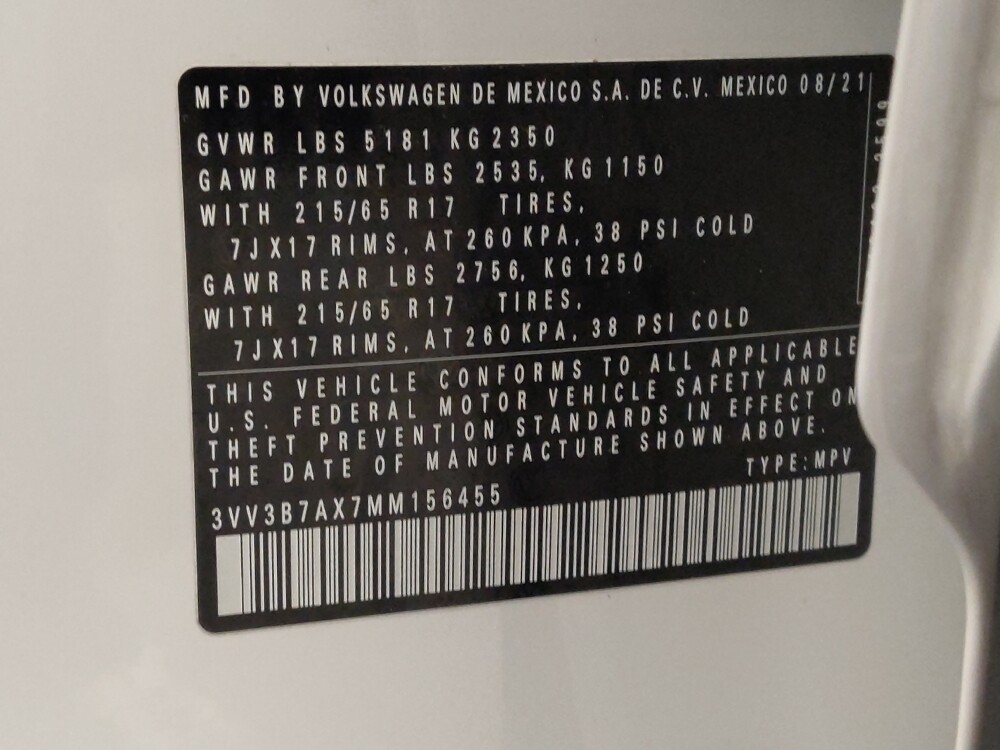 MFD BY VOLKSWAGEN DE MEXICO S.A. DE C.V. MEXICO 08/21
GVWR LBS 5181 KG 2350
GAWR FRONT LBS 2535, KG 1150
WITH 215/65 R17 TIRES,
7JX17 RIMS, AT 260 KPA, 38 PSI COLD
GAWR REAR LBS 2756, KG 1250
WITH 215/65 R17 TIRES,
7JX17 RIMS, AT 260 KPA, 38 PSI COLD
THIS VEHICLE CONFORMS TO ALL APPLICABLE
U.S. FEDERAL MOTOR VEHICLE SAFETY AND
THEFT PREVENTION STANDARDS IN EFFECT ON
THE DATE OF MANUFACTURE SHOWN ABOVE.
TYPE:MPV
3VV3B7AX7MM156455